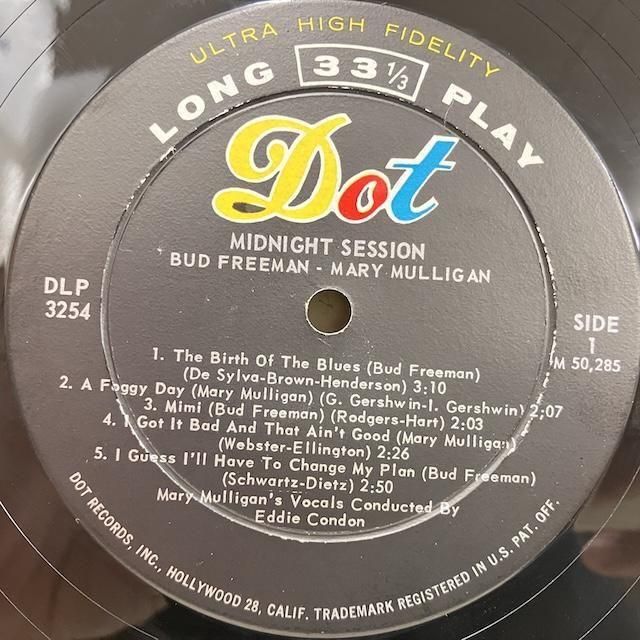 ULTRA HIGH FIDELITY
LONG 33 1/3 PLAY
Dot
MIDNIGHT SESSION
BUD FREEMAN - MARY MULLIGAN
DLP
3254
SIDE
1
M 50,285
1. The Birth Of The Blues (Bud Freeman)
(De Sylva-Brown-Henderson) 3:10
2. A Foggy Day (Mary Mulligan) (G. Gershwin-I. Gershwin) 2:07
3. Mimi (Bud Freeman) (Rodgers-Hart) 2:03
4. I Got It Bad And That Ain't Good (Mary Mulligan)
(Webster-Ellington) 2:26
5. I Guess I'll Have To Change My Plan (Bud Freeman)
(Schwartz-Dietz) 2:50
Mary Mulligan's Vocals Conducted By
Eddie Condon
DOT RECORDS, INC., HOLLYWOOD 28, CALIF. TRADEMARK REGISTERED IN U.S. PAT. OFF.